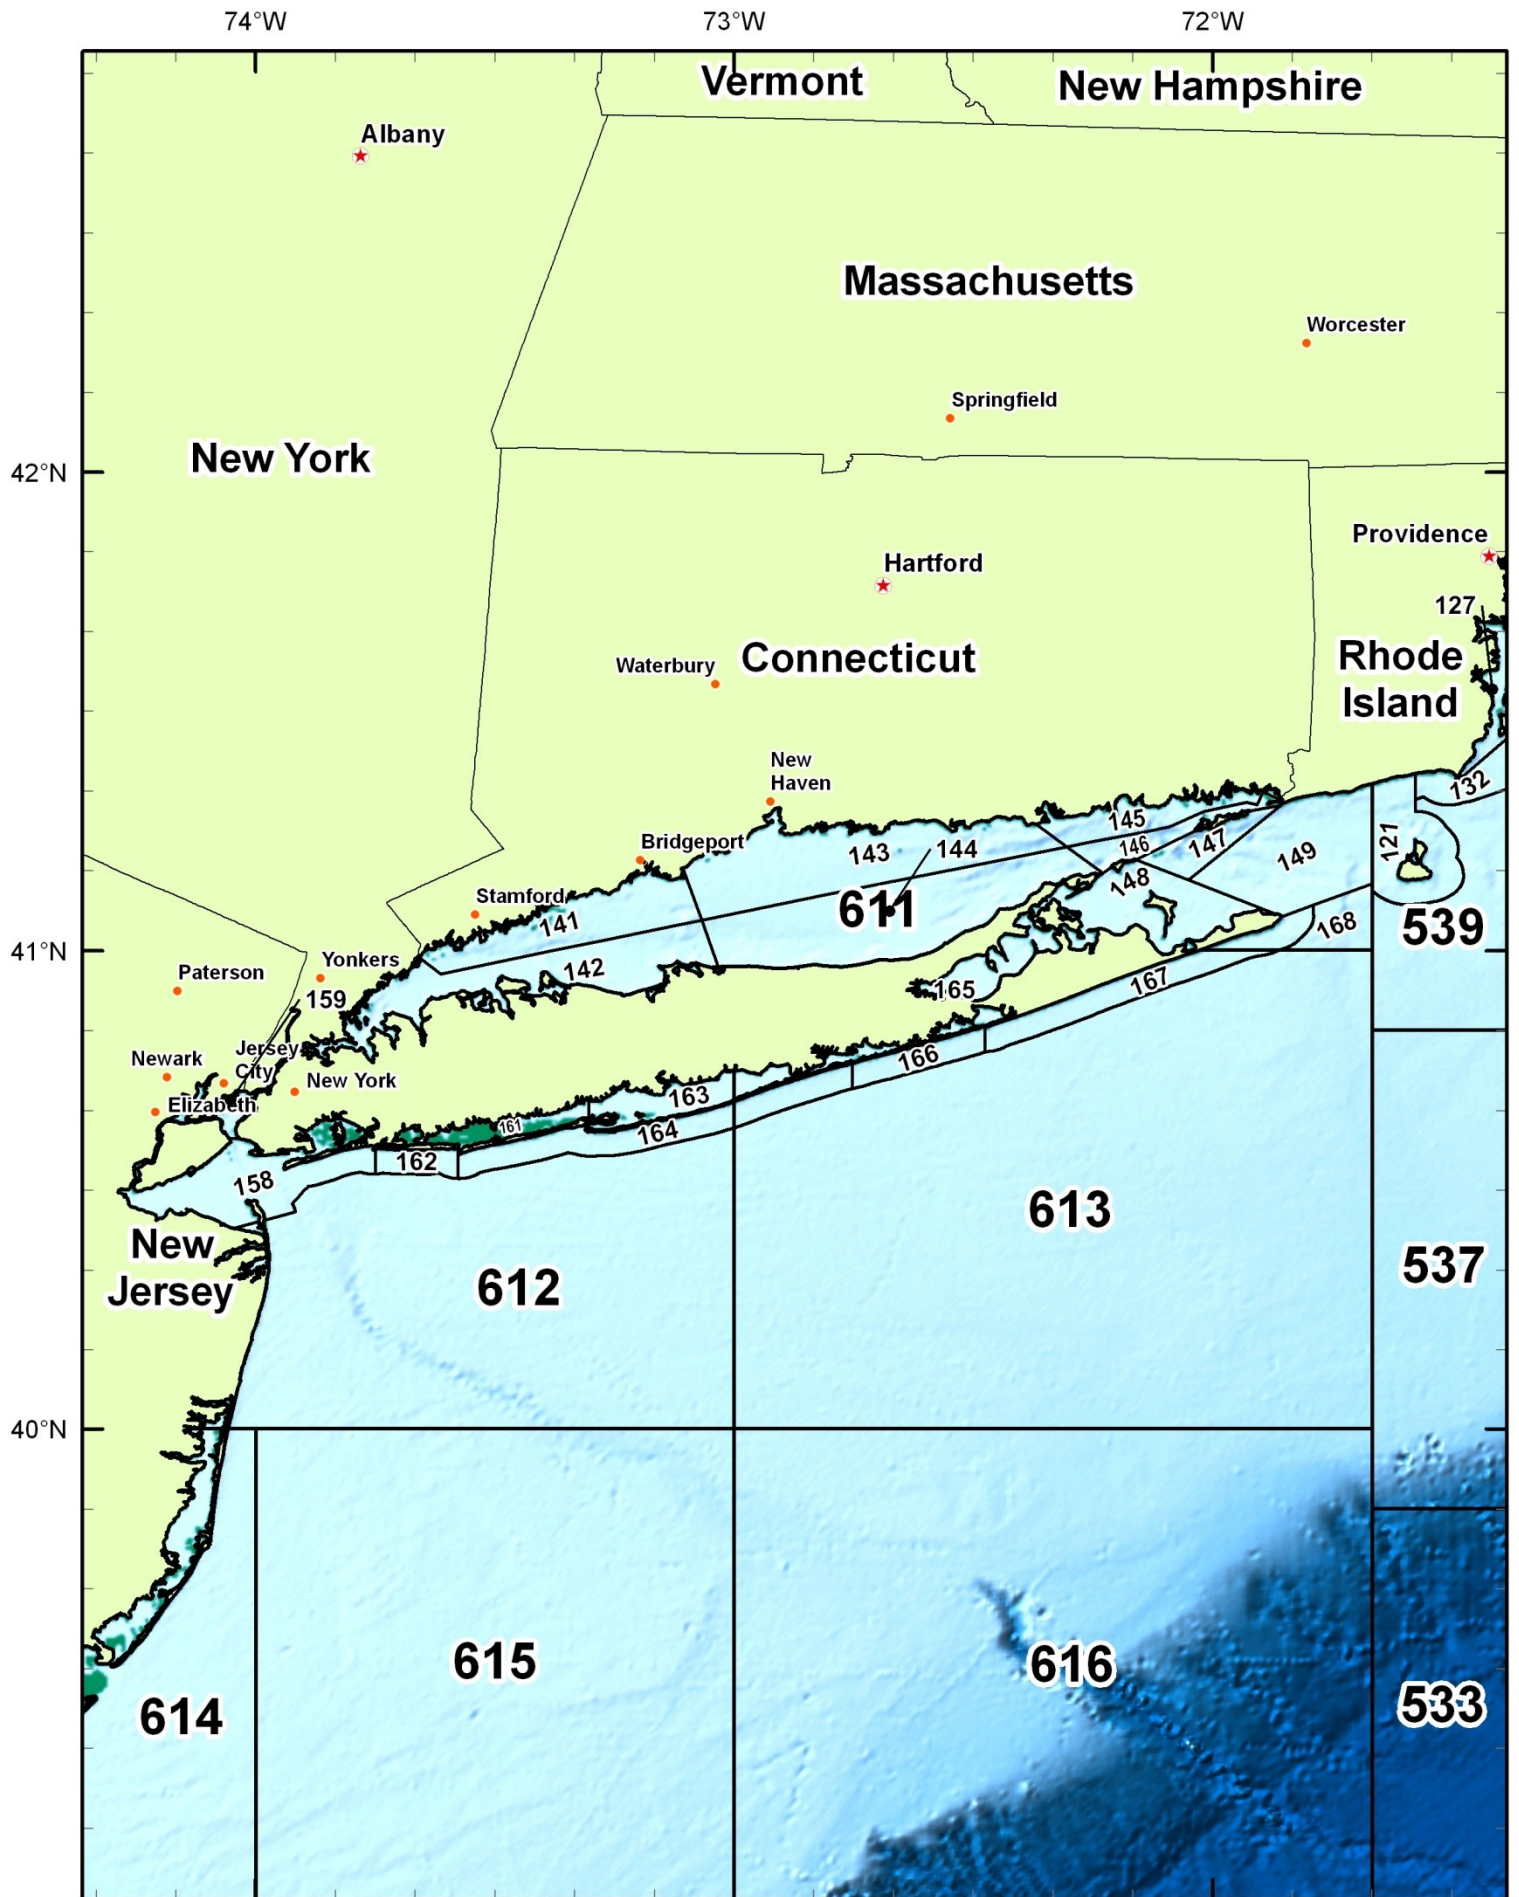 74°W
73°W
72°W
Vermont
New Hampshire
Albany
Massachusetts
Worcester
Springfield
New York
42°N
Providence
Hartford
127
Connecticut
Waterbury
Rhode
Island
New
Haven
132
145
Bridgeport
143
144
146
147
149
121
148
Stamford
611
141
168
539
41°N
Yonkers
Paterson
142
167
165
159
Jersey
City
Newark
166
New York
Elizabeth
163
161
164
162
158
613
New
Jersey
612
537
40°N
615
616
614
533